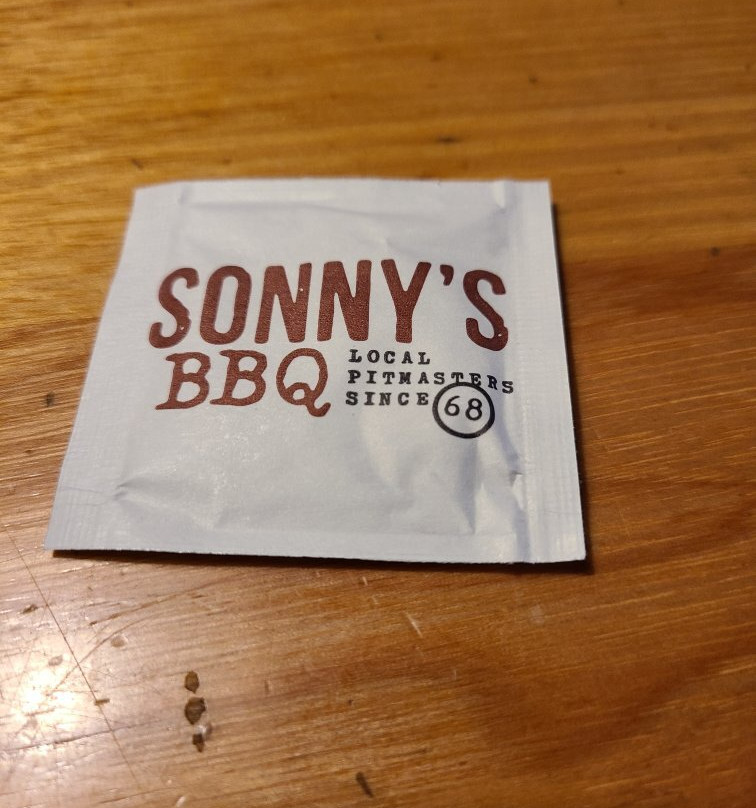 SONNY'S
BBQ
LOCAL
PITMASTERS
SINCE 68